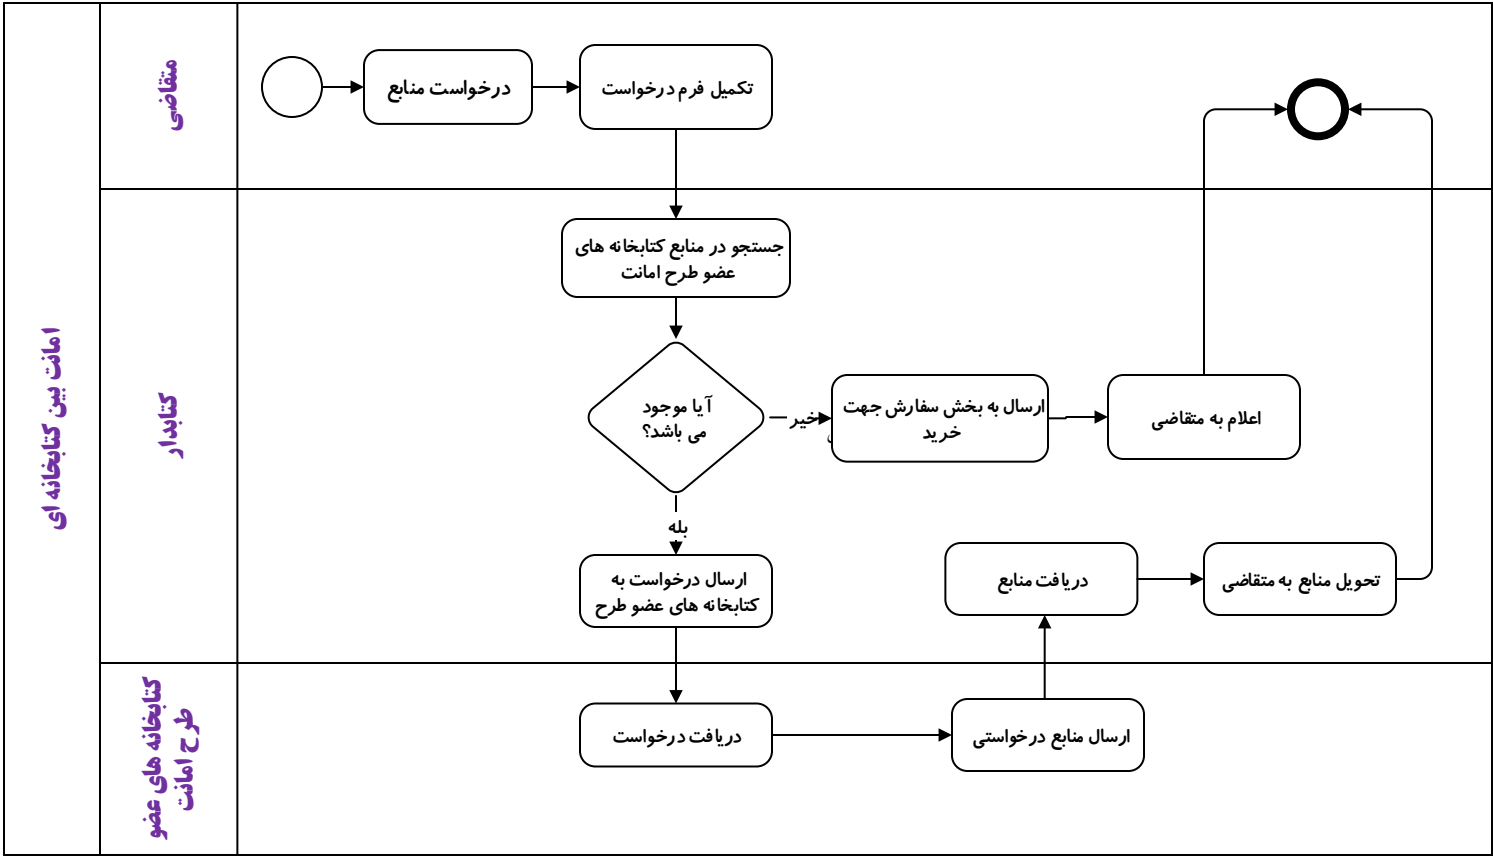 امانت بین کتابخانه ای
متقاضی
درخواست منابع
تکمیل فرم درخواست
کتابدار
جستجو در منابع کتابخانه های
عضو طرح امانت
آیا موجود
می باشد؟
خیر
ارسال به بخش سفارش جهت
خرید
اعلام به متقاضی
بله
ارسال درخواست به
کتابخانه های عضو طرح
دریافت منابع
تحویل منابع به متقاضی
کتابخانه های عضو
طرح امانت
دریافت درخواست
ارسال منابع درخواستی